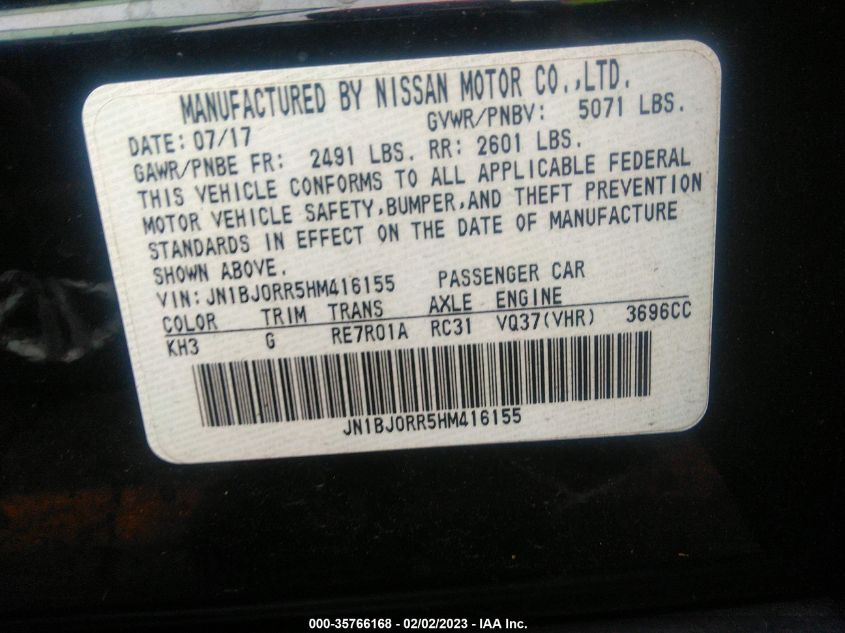 MANUFACTURED BY NISSAN MOTOR CO.,LTD.
DATE: 07/17 GVWR/PNBV: 5071 LBS.
GAWR/PNBE FR: 2491 LBS. RR: 2601 LBS.
THIS VEHICLE CONFORMS TO ALL APPLICABLE FEDERAL
MOTOR VEHICLE SAFETY,BUMPER,AND THEFT PREVENTION
STANDARDS IN EFFECT ON THE DATE OF MANUFACTURE
SHOWN ABOVE.
VIN: JN1BJ0RR5HM416155 PASSENGER CAR
COLOR TRIM TRANS AXLE ENGINE
KH3 G RE7R01A RC31 VQ37(VHR) 3696CC
JN1BJ0RR5HM416155
000-35766168 - 02/02/2023 - IAA Inc.